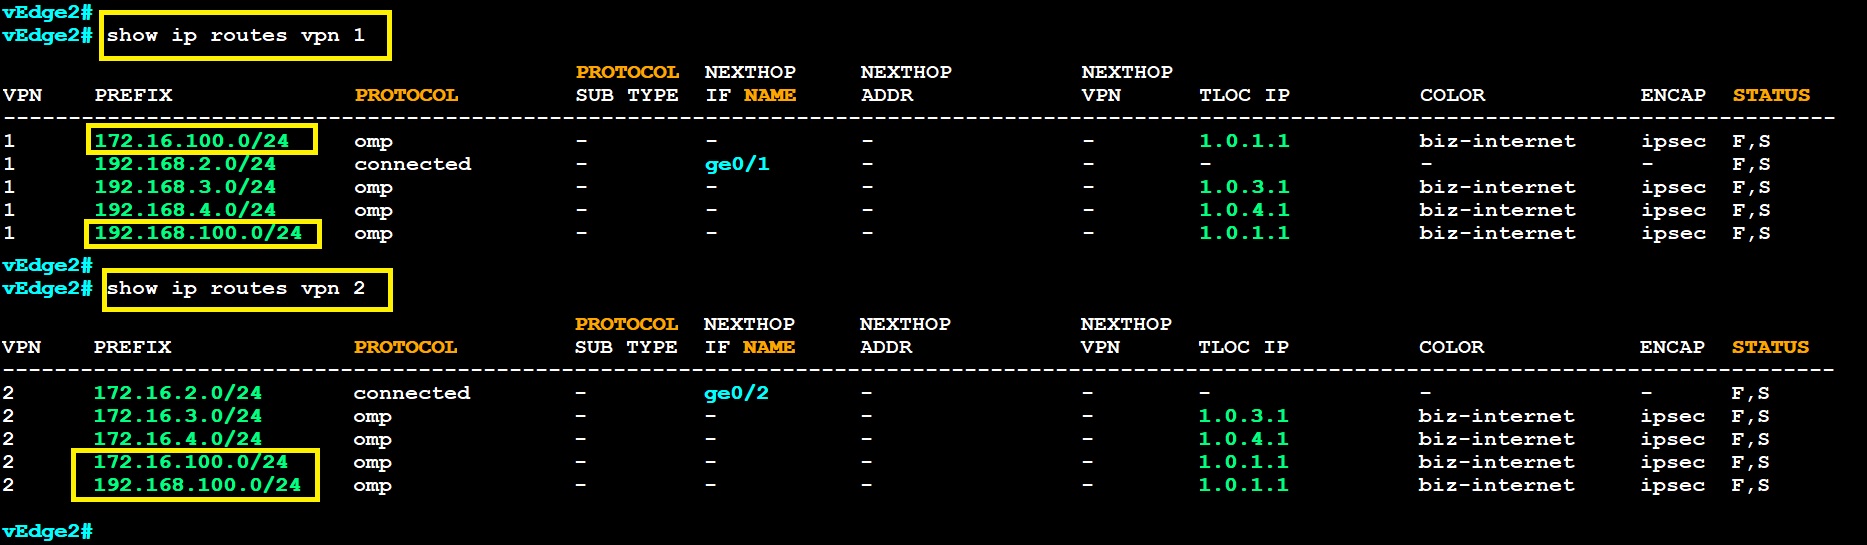 vEdge2#
vEdge2# show ip routes vpn 1
PROTOCOL NEXTHOP NEXTHOP NEXTHOP
VPN PREFIX PROTOCOL SUB TYPE IF NAME ADDR VPN TLOC IP COLOR ENCAP STATUS
---------------------------------------------------------------------------------------------------------------------------------------------
1 172.16.100.0/24 omp - - - - 1.0.1.1 biz-internet ipsec F,S
1 192.168.2.0/24 connected - ge0/1 - - - - - F,S
1 192.168.3.0/24 omp - - - - 1.0.3.1 biz-internet ipsec F,S
1 192.168.4.0/24 omp - - - - 1.0.4.1 biz-internet ipsec F,S
1 192.168.100.0/24 omp - - - - 1.0.1.1 biz-internet ipsec F,S
vEdge2#
vEdge2# show ip routes vpn 2
PROTOCOL NEXTHOP NEXTHOP NEXTHOP
VPN PREFIX PROTOCOL SUB TYPE IF NAME ADDR VPN TLOC IP COLOR ENCAP STATUS
---------------------------------------------------------------------------------------------------------------------------------------------
2 172.16.2.0/24 connected - ge0/2 - - - - - F,S
2 172.16.3.0/24 omp - - - - 1.0.3.1 biz-internet ipsec F,S
2 172.16.4.0/24 omp - - - - 1.0.4.1 biz-internet ipsec F,S
2 172.16.100.0/24 omp - - - - 1.0.1.1 biz-internet ipsec F,S
2 192.168.100.0/24 omp - - - - 1.0.1.1 biz-internet ipsec F,S
vEdge2#